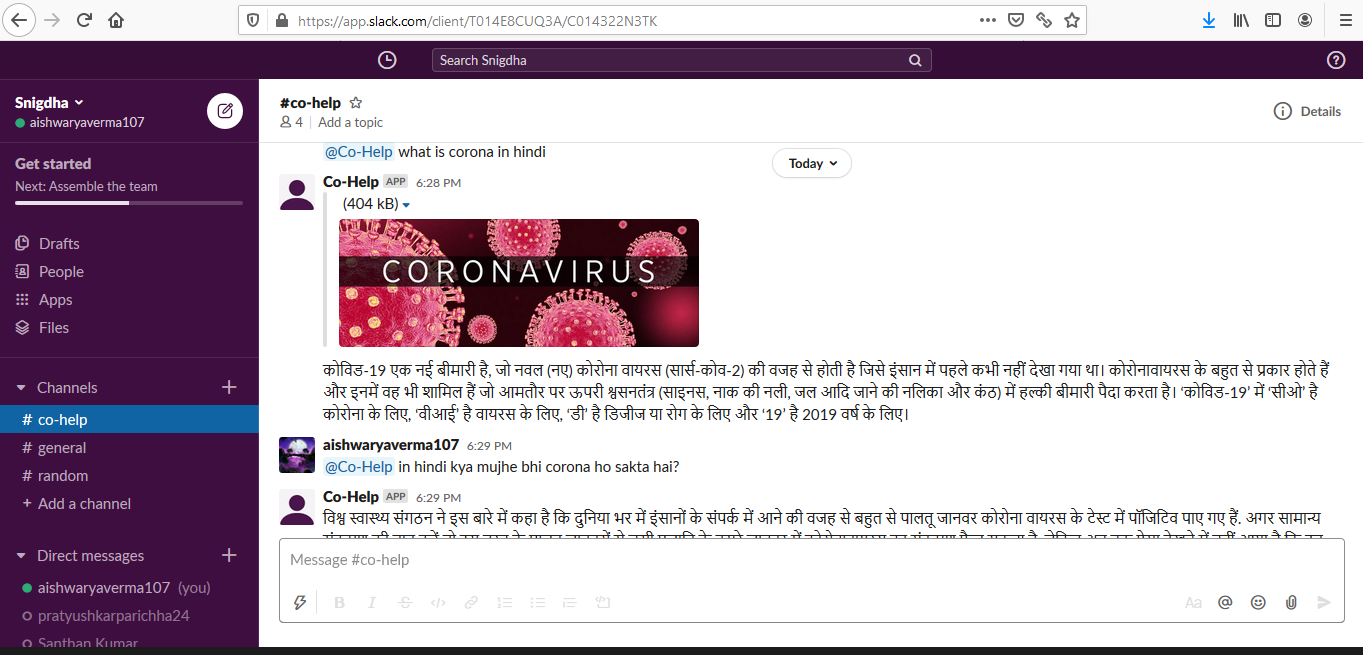 https://app.slack.com/client/T014E8CUQ3A/C014322N3TK
Search Snigdha
Snigdha
aishwaryaverma107
Get started
Next: Assemble the team
Drafts
People
Apps
Files
Channels
# co-help
# general
# random
+ Add a channel
Direct messages
aishwaryaverma107 (you)
pratyushkarparichha24
Santhan Kumar
#co-help
4 | Add a topic
Details
@Co-Help what is corona in hindi
Today
Co-Help APP 6:28 PM
(404 kB)
CORONAVIRUS
कोविड-19 एक नई बीमारी है, जो नवल (नए) कोरोना वायरस (सार्स-कोव-2) की वजह से होती है जिसे इंसान में पहले कभी नहीं देखा गया था। कोरोनावायरस के बहुत से प्रकार होते हैं
और इनमें वह भी शामिल हैं जो आमतौर पर ऊपरी श्वसनतंत्र (साइनस, नाक की नली, जल आदि जाने की नलिका और कंठ) में हल्की बीमारी पैदा करता है। ‘कोविड-19’ में ‘सीओ’ है
कोरोना के लिए, ‘वीआई’ है वायरस के लिए, ‘डी’ है डिजीज या रोग के लिए और ‘19’ है 2019 वर्ष के लिए।
aishwaryaverma107 6:29 PM
@Co-Help in hindi kya mujhe bhi corona ho sakta hai?
Co-Help APP 6:29 PM
विश्व स्वास्थ्य संगठन ने इस बारे में कहा है कि दुनिया भर में इंसानों के संपर्क में आने की वजह से बहुत से पालतू जानवर कोरोना वायरस के टेस्ट में पॉजिटिव पाए गए हैं. अगर सामान्य
Message #co-help
B I S </> Aa @